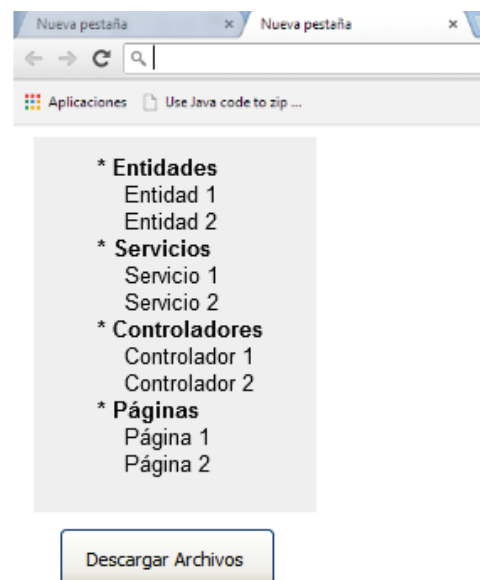 Nueva pestaña Nueva pestaña
Aplicaciones Use Java code to zip ...
* Entidades
Entidad 1
Entidad 2
* Servicios
Servicio 1
Servicio 2
* Controladores
Controlador 1
Controlador 2
* Páginas
Página 1
Página 2
Descargar Archivos